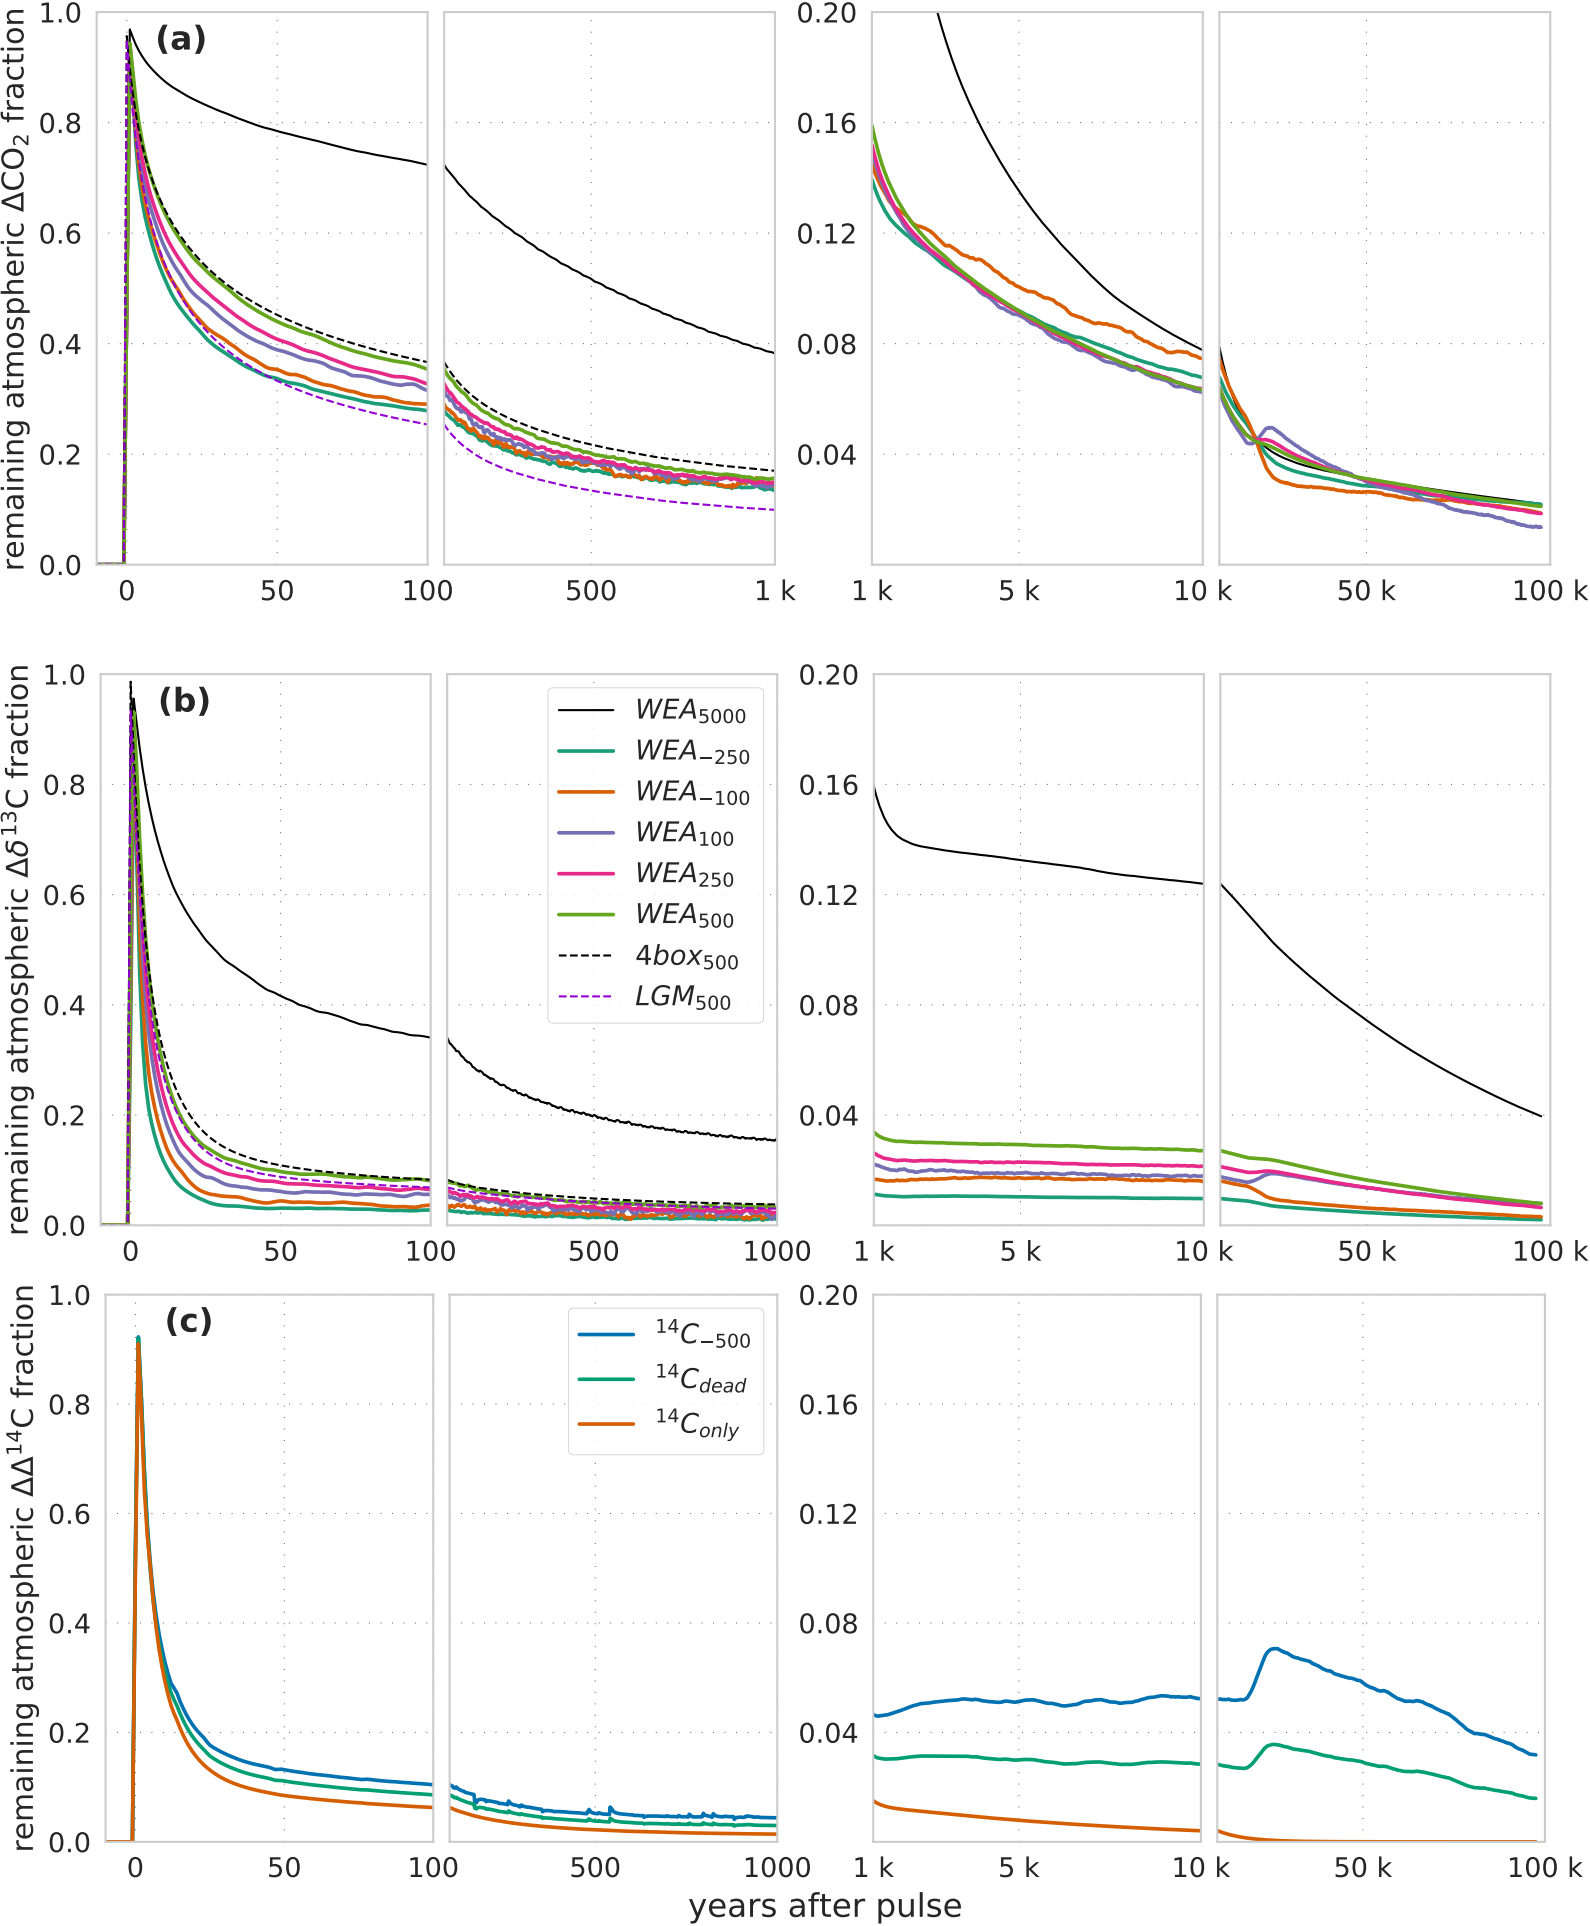 remaining atmospheric ΔCO₂ fraction
(a)
1.0
0.8
0.6
0.4
0.2
0.0
0 50 100 500 1 k
0.20
0.16
0.12
0.08
0.04
1 k 5 k 10 k 50 k 100 k
remaining atmospheric Δδ¹³C fraction
(b)
1.0
0.8
0.6
0.4
0.2
0.0
0 50 100 500 1000
WEA₅₀₀₀
WEA₋₂₅₀
WEA₋₁₀₀
WEA₁₀₀
WEA₂₅₀
WEA₅₀₀
4box₅₀₀
LGM₅₀₀
0.20
0.16
0.12
0.08
0.04
1 k 5 k 10 k 50 k 100 k
remaining atmospheric ΔΔ¹⁴C fraction
(c)
1.0
0.8
0.6
0.4
0.2
0.0
0 50 100 500 1000
¹⁴C₋₅₀₀
¹⁴C_dead
¹⁴C_only
0.20
0.16
0.12
0.08
0.04
1 k 5 k 10 k 50 k 100 k
years after pulse